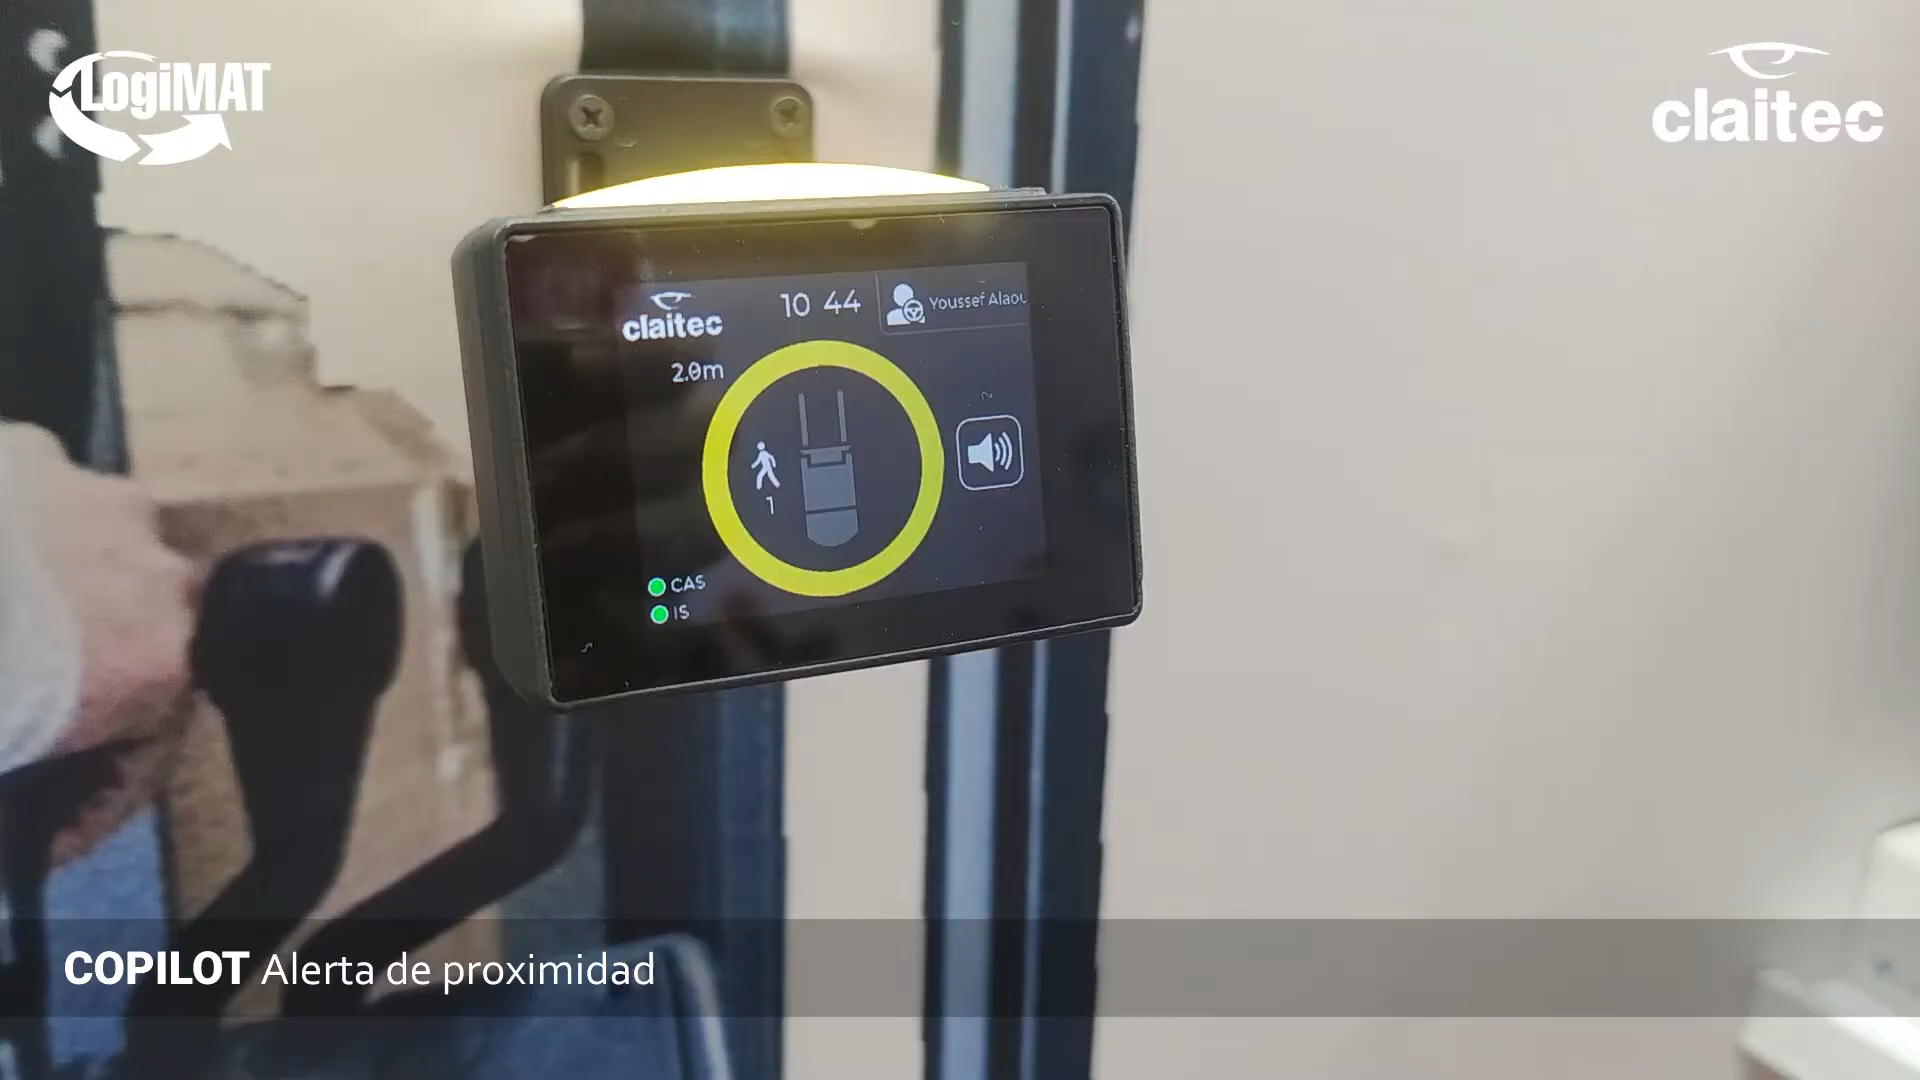 LogiMAT
claitec
claitec
10 44
Youssef Alaou
2.0m
1
CAS
IS
COPILOT Alerta de proximidad